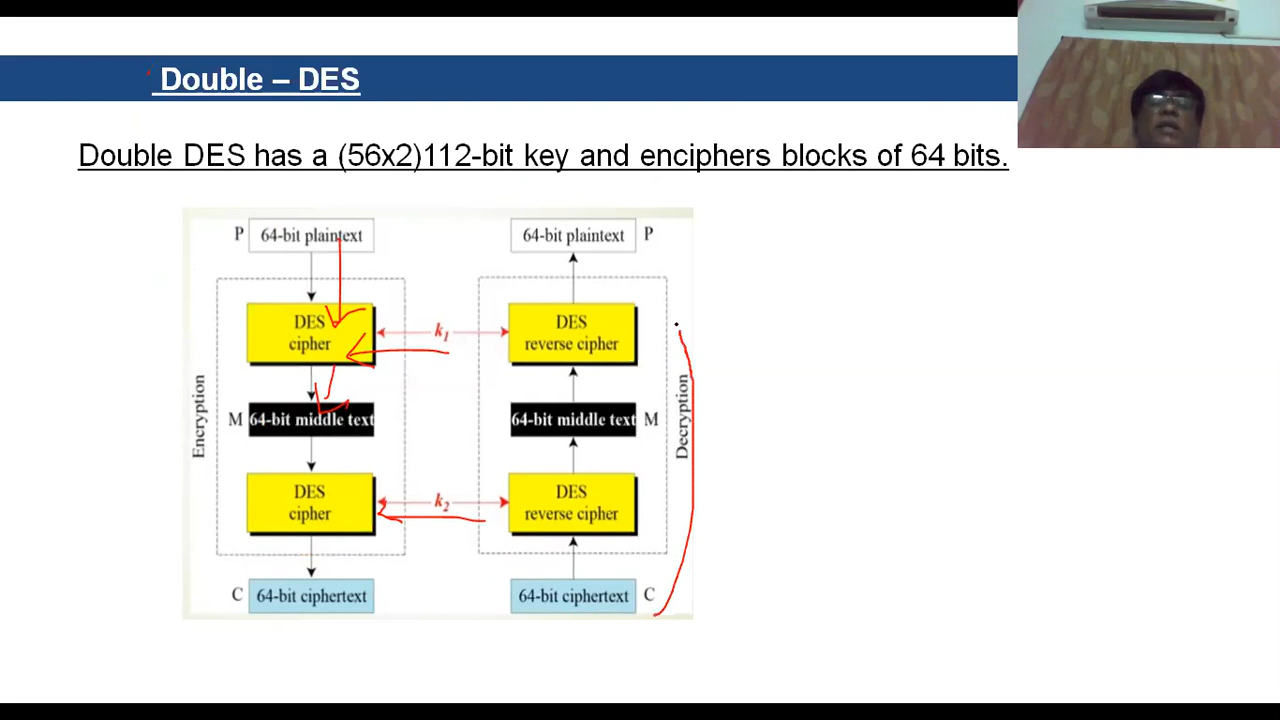 Double – DES
Double DES has a (56x2)112-bit key and enciphers blocks of 64 bits.
P 64-bit plaintext
64-bit plaintext P
DES
cipher
k1
DES
reverse cipher
Encryption
M 64-bit middle text
64-bit middle text M
Decryption
DES
cipher
k2
DES
reverse cipher
C 64-bit ciphertext
64-bit ciphertext C